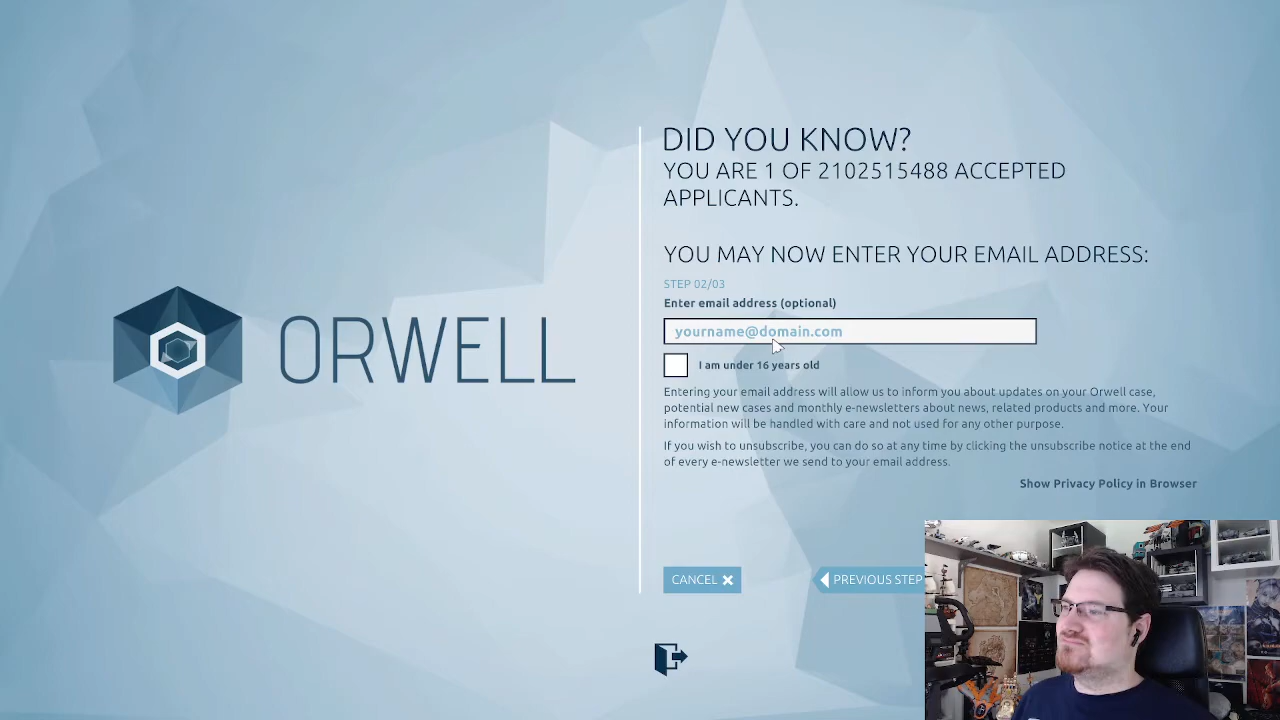 DID YOU KNOW?
YOU ARE 1 OF 2102515488 ACCEPTED
APPLICANTS.
YOU MAY NOW ENTER YOUR EMAIL ADDRESS:
STEP 02/03
Enter email address (optional)
yourname@domain.com
I am under 16 years old
Entering your email address will allow us to inform you about updates on your Orwell case,
potential new cases and monthly e-newsletters about news, related products and more. Your
information will be handled with care and not used for any other purpose.
If you wish to unsubscribe, you can do so at any time by clicking the unsubscribe notice at the end
of every e-newsletter we send to your email address.
Show Privacy Policy in Browser
ORWELL
CANCEL
PREVIOUS STEP